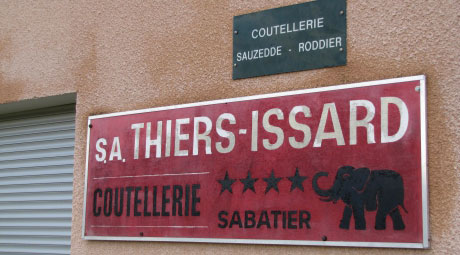 COUTELLERIE
SAUZEDDE - RODDIER
S.A. THIERS-ISSARD
COUTELLERIE ★★★★
SABATIER